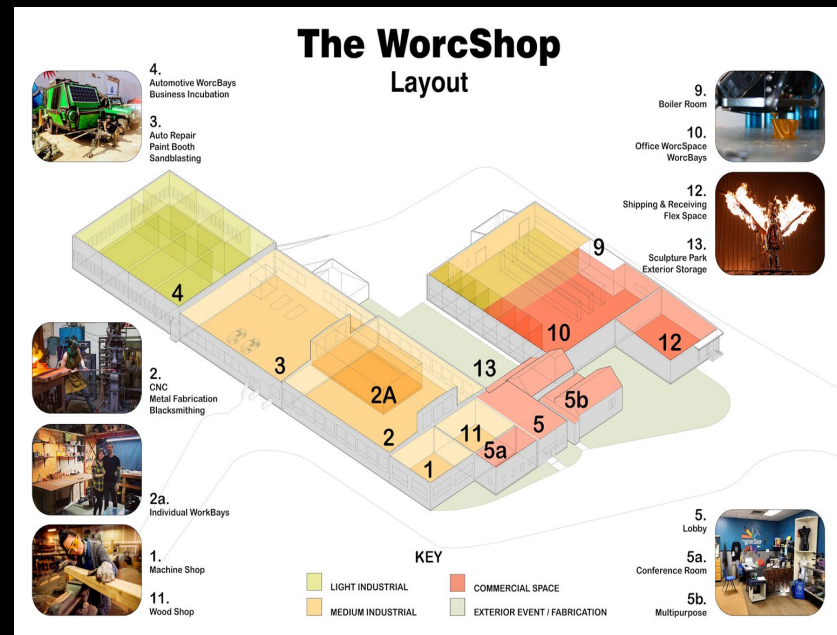 The WorcShop
Layout
4.
Automotive WorcBays
Business Incubation
3.
Auto Repair
Paint Booth
Sandblasting
9.
Boiler Room
10.
Office WorcSpace
WorcBays
12.
Shipping & Receiving
Flex Space
13.
Sculpture Park
Exterior Storage
4
3
2A
2
1
11
5a
5
5b
13
10
9
12
2.
CNC
Metal Fabrication
Blacksmithing
2a.
Individual WorkBays
1.
Machine Shop
11.
Wood Shop
KEY
LIGHT INDUSTRIAL
MEDIUM INDUSTRIAL
COMMERCIAL SPACE
EXTERIOR EVENT / FABRICATION
5.
Lobby
5a.
Conference Room
5b.
Multipurpose